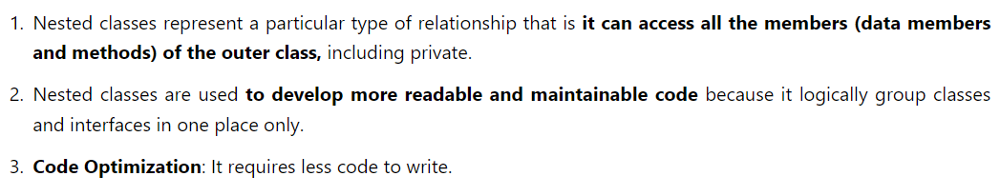 1. Nested classes represent a particular type of relationship that is it can access all the members (data members
and methods) of the outer class, including private.
2. Nested classes are used to develop more readable and maintainable code because it logically group classes
and interfaces in one place only.
3. Code Optimization: It requires less code to write.